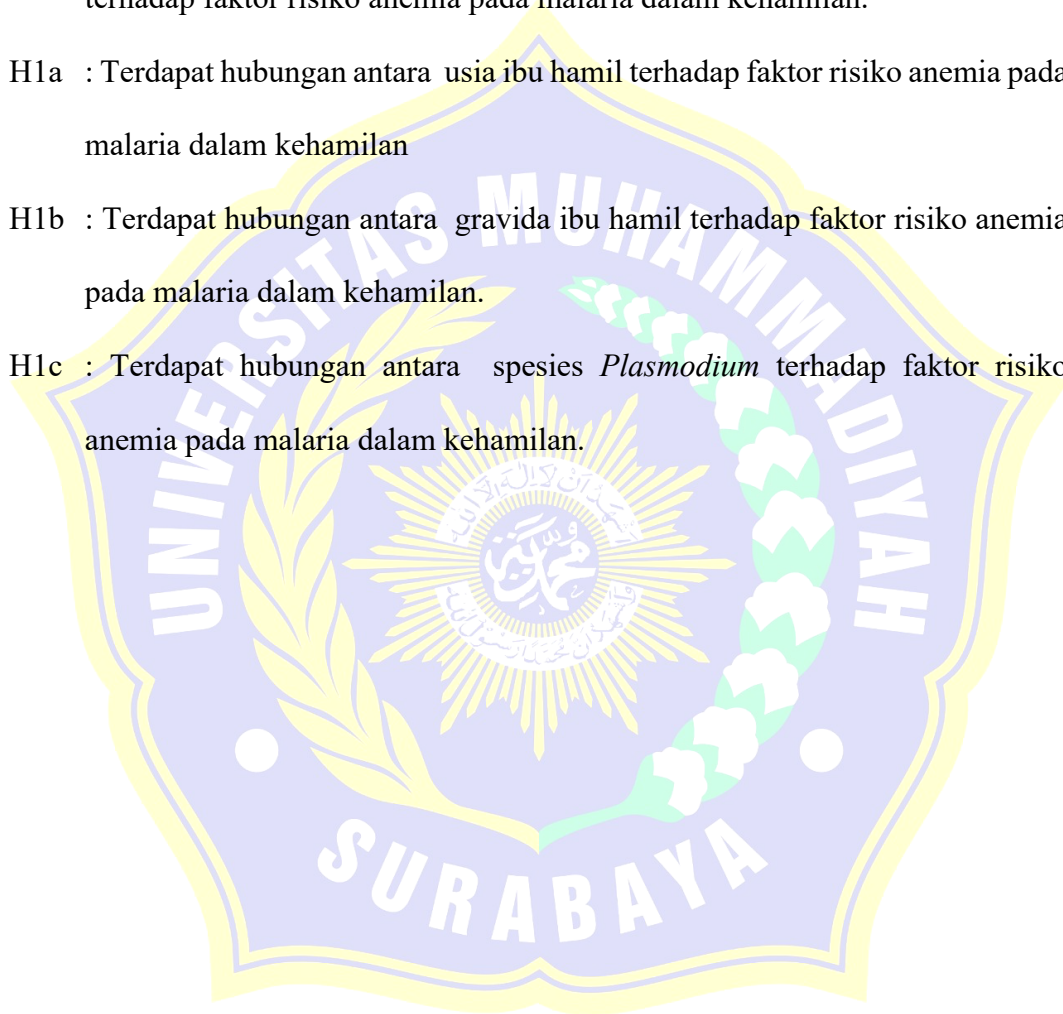 terhadap faktor risiko anemia pada malaria dalam kehamilan.
H1a : Terdapat hubungan antara usia ibu hamil terhadap faktor risiko anemia pada
malaria dalam kehamilan
H1b : Terdapat hubungan antara gravida ibu hamil terhadap faktor risiko anemia
pada malaria dalam kehamilan.
H1c : Terdapat hubungan antara spesies Plasmodium terhadap faktor risiko
anemia pada malaria dalam kehamilan.
UNIVERSITAS MUHAMMADIYAH
SURABAYA